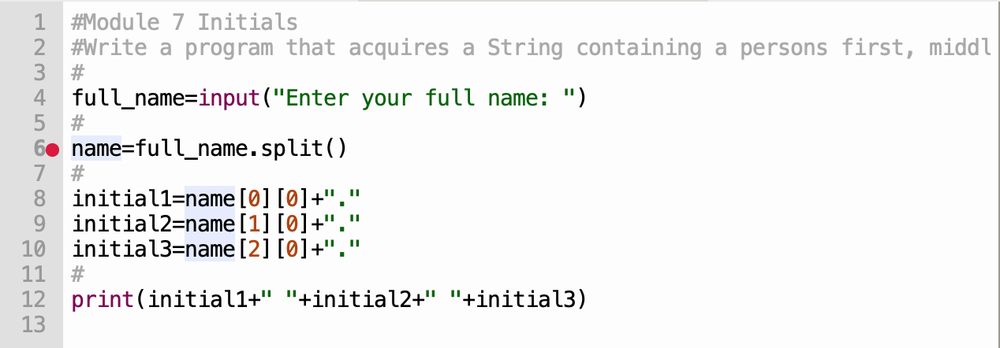 1 #Module 7 Initials
2 #Write a program that acquires a String containing a persons first, middl
3 #
4 full_name=input("Enter your full name: ")
5 #
6 name=full_name.split()
7 #
8 initial1=name[0][0]+"."
9 initial2=name[1][0]+"."
10 initial3=name[2][0]+"."
11 #
12 print(initial1+" "+initial2+" "+initial3)
13